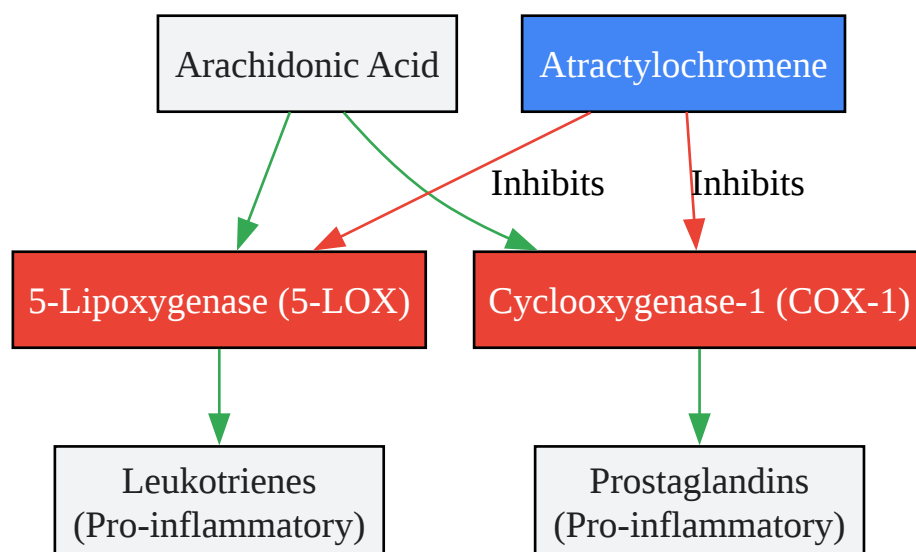 Arachidonic Acid
Atractylochromene
Inhibits
Inhibits
5-Lipoxygenase (5-LOX)
Cyclooxygenase-1 (COX-1)
Leukotrienes
(Pro-inflammatory)
Prostaglandins
(Pro-inflammatory)